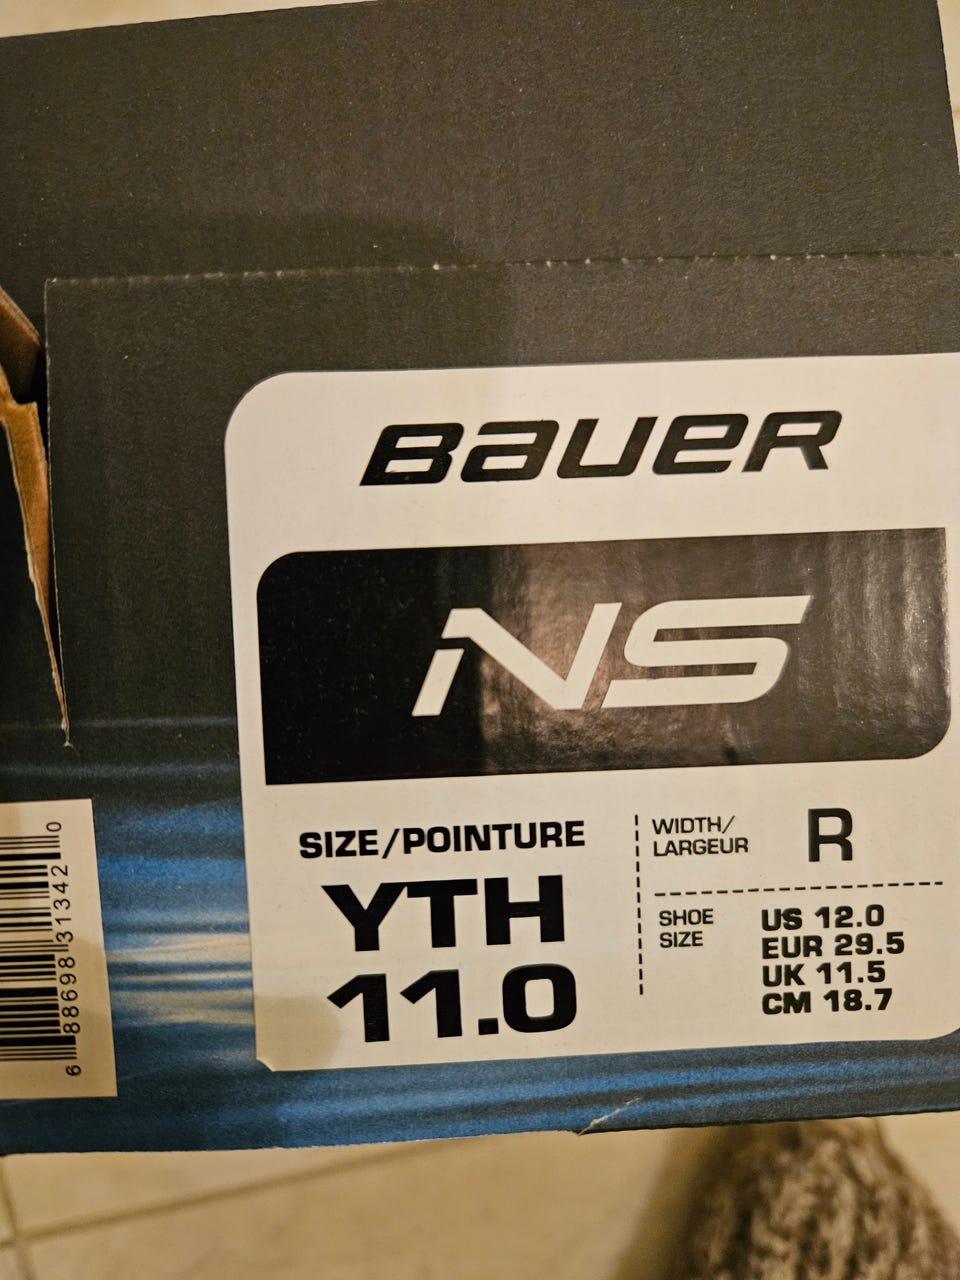 BAUER
NS
SIZE/POINTURE
YTH
11.0
WIDTH/
LARGEUR
R
SHOE
SIZE
US 12.0
EUR 29.5
UK 11.5
CM 18.7
6 88698 31342 0